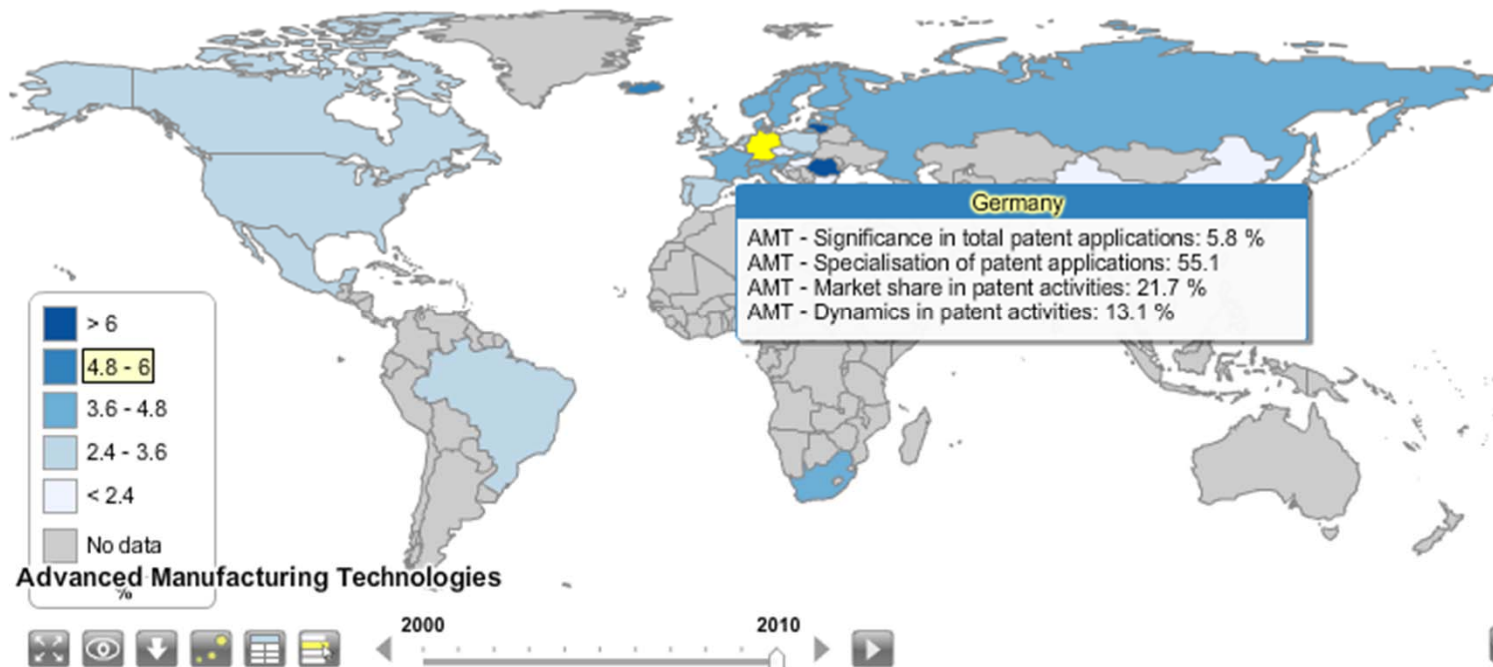 Germany
AMT - Significance in total patent applications: 5.8 %
AMT - Specialisation of patent applications: 55.1
AMT - Market share in patent activities: 21.7 %
AMT - Dynamics in patent activities: 13.1 %
> 6
4.8 - 6
3.6 - 4.8
2.4 - 3.6
< 2.4
No data
Advanced Manufacturing Technologies
%
2000 2010